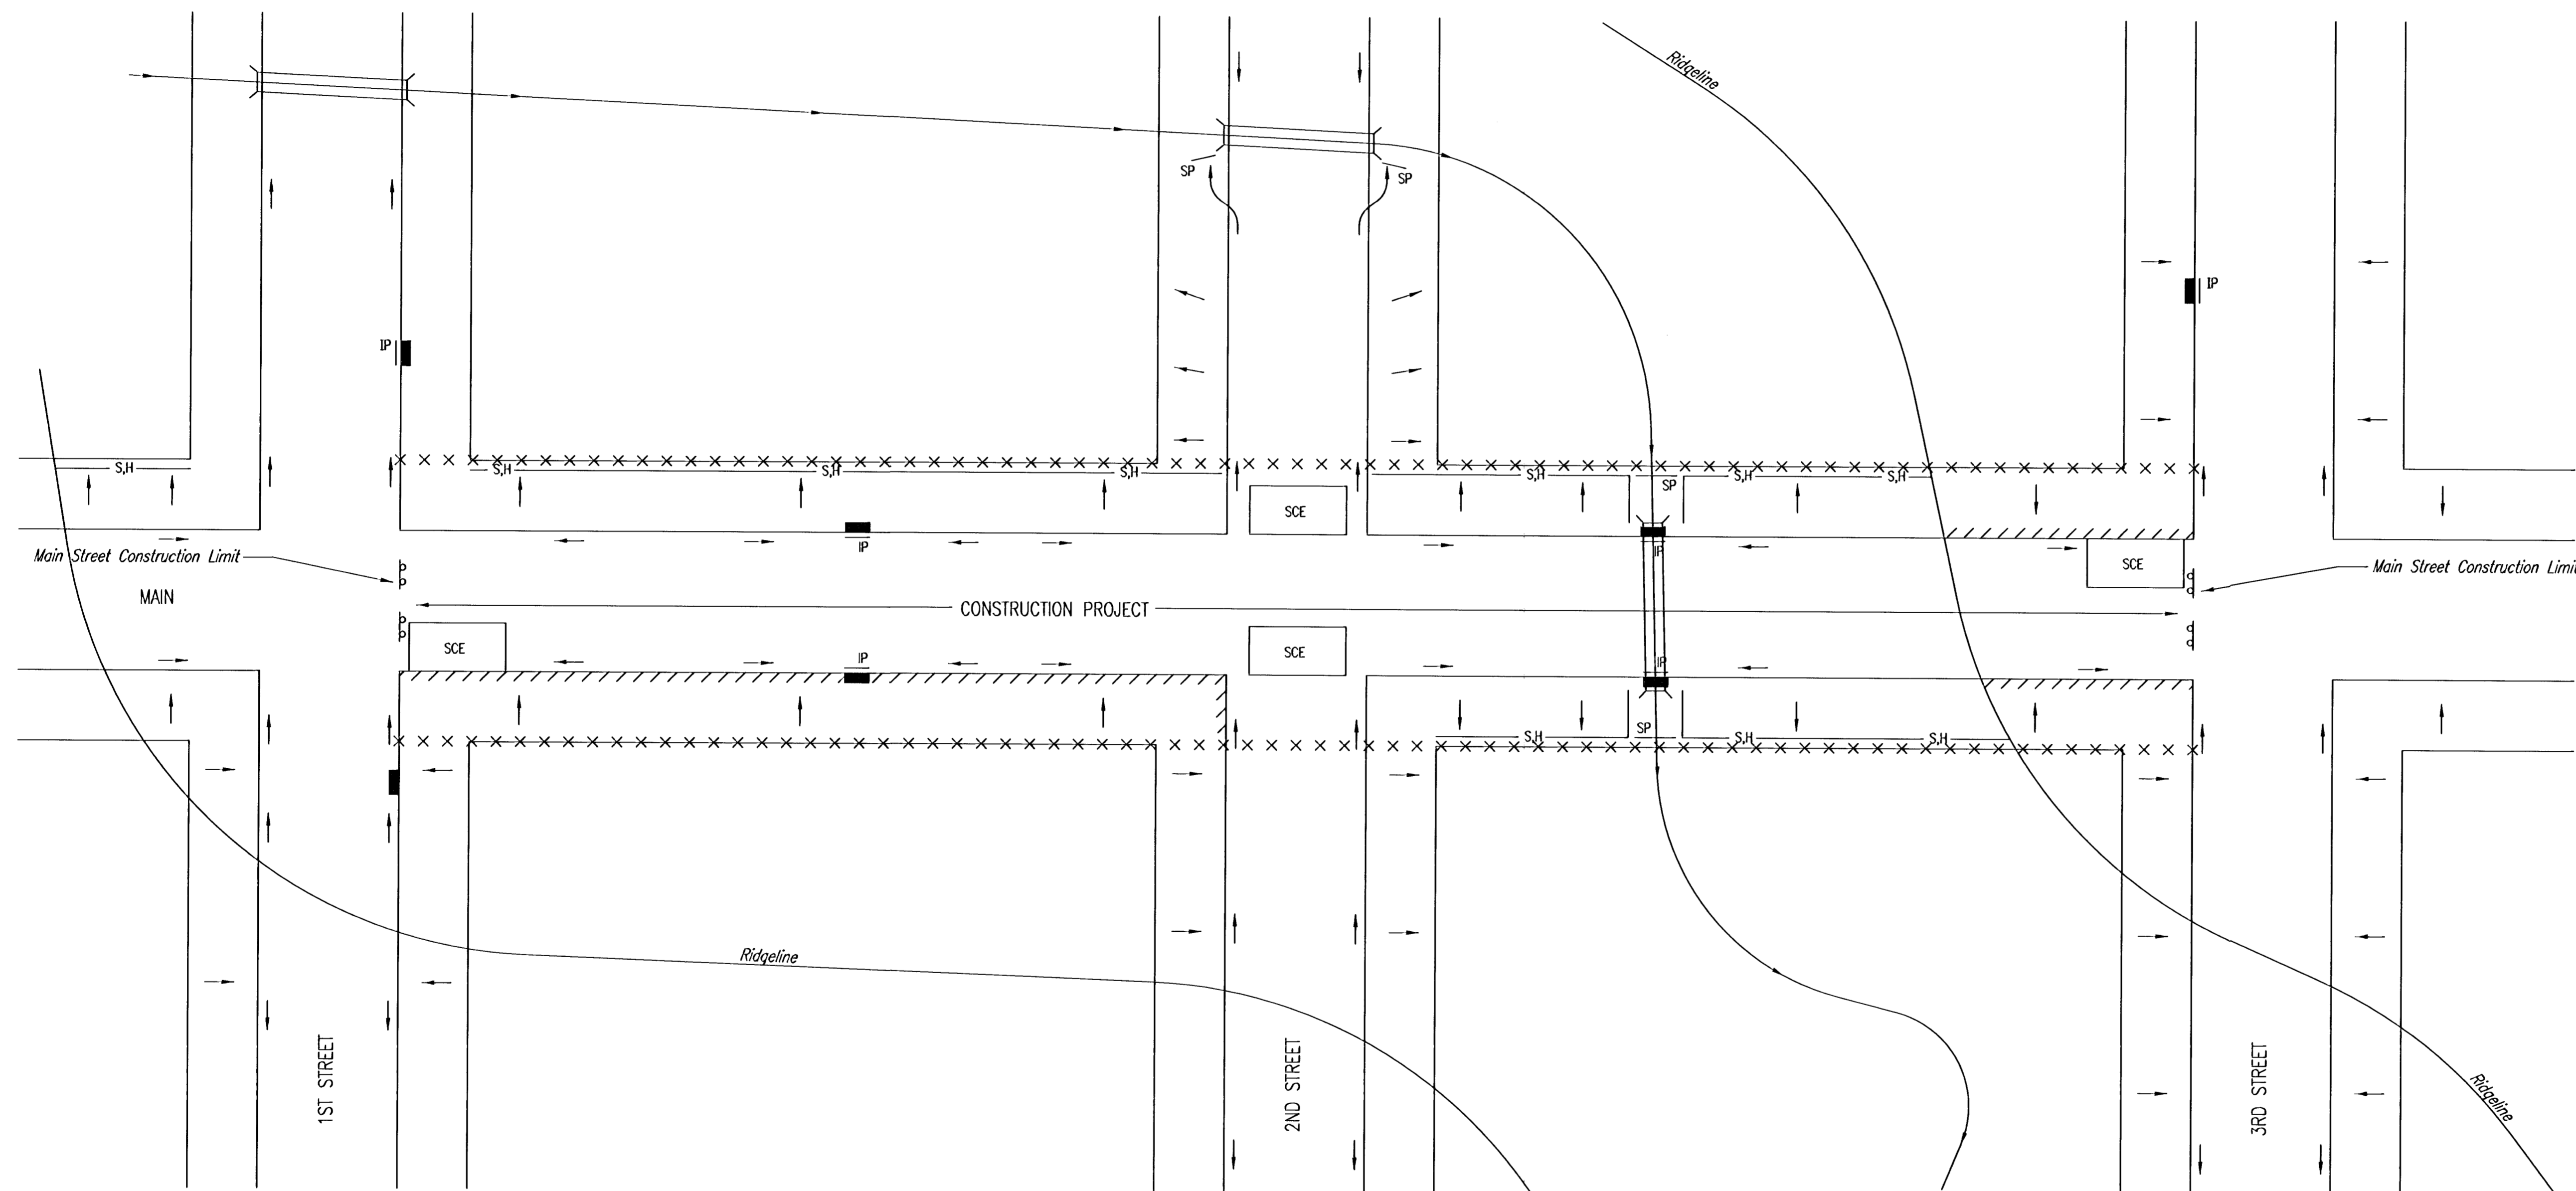 Ridgeline
SP
SP
IP
IP
S,H
S,H
S,H
S,H
S,H
SP
S,H
S,H
SCE
IP
IP
Main Street Construction Limit
SCE
Main Street Construction Limit
MAIN
CONSTRUCTION PROJECT
SCE
IP
SCE
IP
SP
S,H
S,H
S,H
Ridgeline
1ST STREET
2ND STREET
3RD STREET
Ridgeline